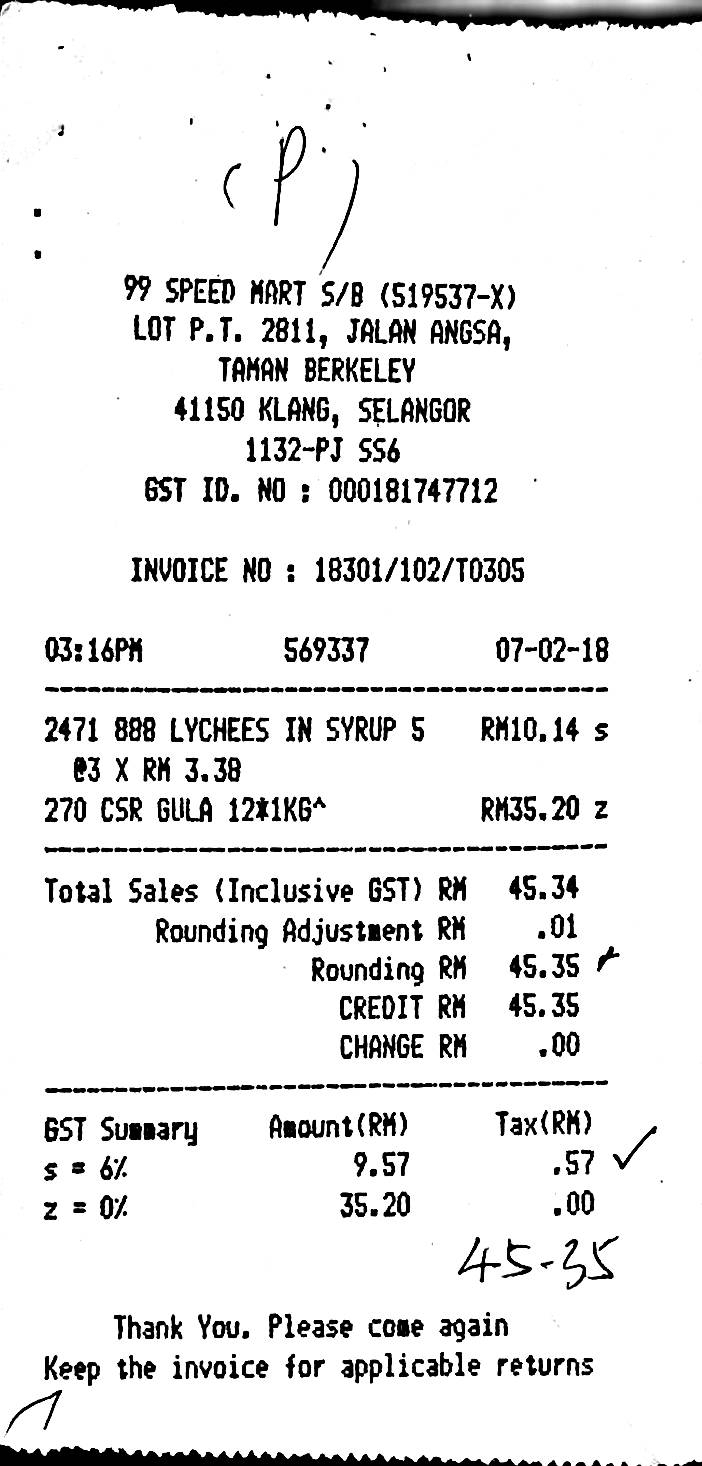 (P)
99 SPEED MART S/B (519537-X)
LOT P.T. 2811, JALAN ANGSA,
TAMAN BERKELEY
41150 KLANG, SELANGOR
1132-PJ SS6
GST ID. NO : 000181747712
INVOICE NO : 18301/102/T0305
03:16PM 569337 07-02-18
2471 888 LYCHEES IN SYRUP 5 RM10.14 s
@3 X RM 3.38
270 CSR GULA 12*1KG^ RM35.20 z
Total Sales (Inclusive GST) RM 45.34
Rounding Adjustment RM .01
Rounding RM 45.35
CREDIT RM 45.35
CHANGE RM .00
GST Summary Amount(RM) Tax(RM)
s = 6% 9.57 .57 ✓
z = 0% 35.20 .00
45-35
Thank You. Please come again
Keep the invoice for applicable returns